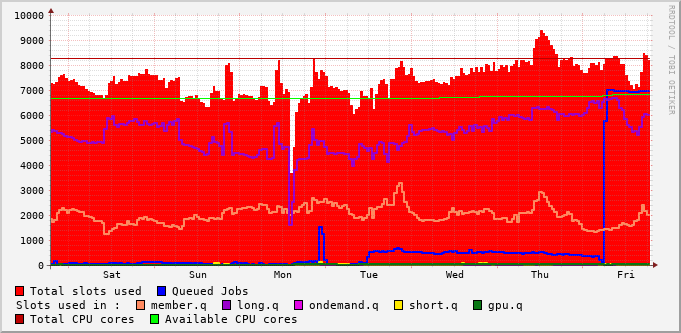 10000
9000
8000
7000
6000
5000
4000
3000
2000
1000
0
Sat Sun Mon Tue Wed Thu Fri
RRDTOOL / TOBI OETIKER
Total slots used Queued Jobs
Slots used in : member.q long.q ondemand.q short.q gpu.q
Total CPU cores Available CPU cores